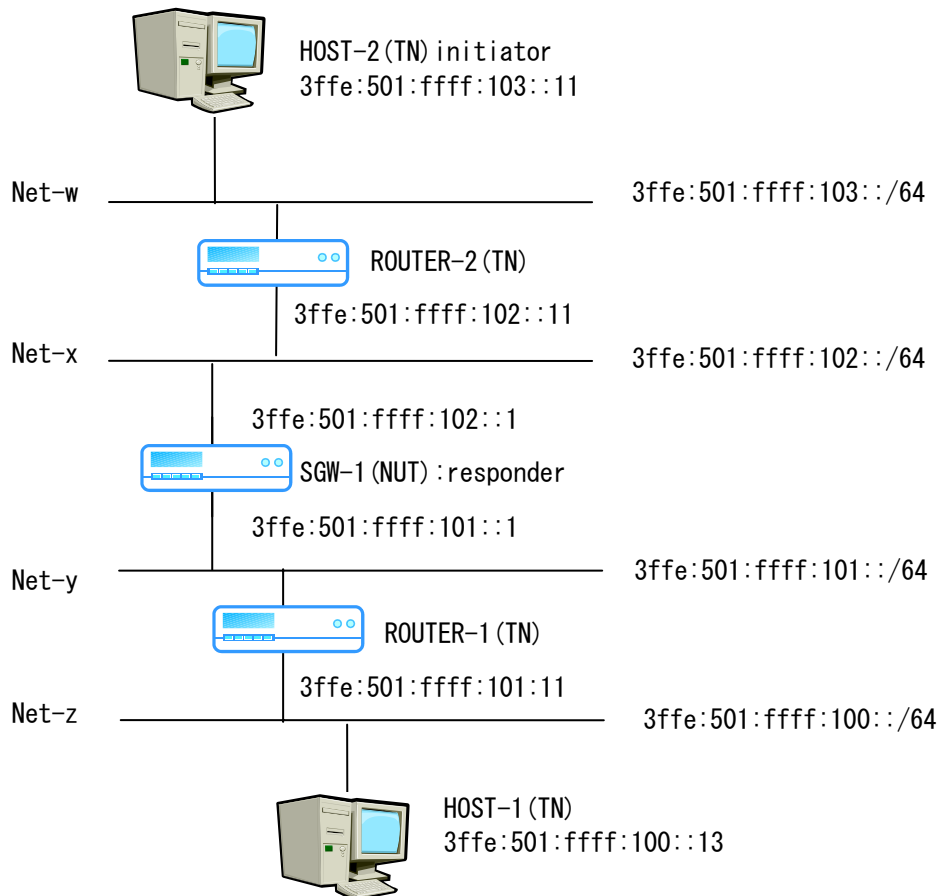 HOST-2(TN)initiator
3ffe:501:ffff:103::11
Net-w
3ffe:501:ffff:103::/64
ROUTER-2(TN)
3ffe:501:ffff:102::11
Net-x
3ffe:501:ffff:102::/64
3ffe:501:ffff:102::1
SGW-1(NUT):responder
3ffe:501:ffff:101::1
Net-y
3ffe:501:ffff:101::/64
ROUTER-1(TN)
3ffe:501:ffff:101:11
Net-z
3ffe:501:ffff:100::/64
HOST-1(TN)
3ffe:501:ffff:100::13